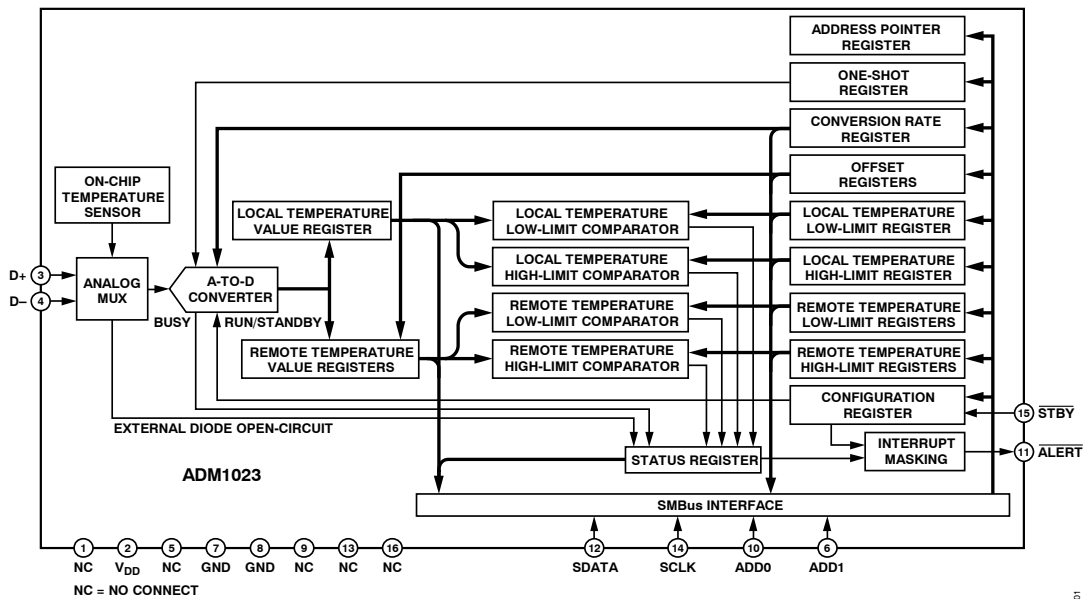 ADDRESS POINTER
REGISTER
ONE-SHOT
REGISTER
CONVERSION RATE
REGISTER
OFFSET
REGISTERS
ON-CHIP
TEMPERATURE
SENSOR
LOCAL TEMPERATURE
VALUE REGISTER
LOCAL TEMPERATURE
LOW-LIMIT COMPARATOR
LOCAL TEMPERATURE
LOW-LIMIT REGISTER
D+ 3
D– 4
ANALOG
MUX
A-TO-D
CONVERTER
LOCAL TEMPERATURE
HIGH-LIMIT COMPARATOR
LOCAL TEMPERATURE
HIGH-LIMIT REGISTER
BUSY
RUN/STANDBY
REMOTE TEMPERATURE
LOW-LIMIT COMPARATOR
REMOTE TEMPERATURE
LOW-LIMIT REGISTERS
REMOTE TEMPERATURE
VALUE REGISTERS
REMOTE TEMPERATURE
HIGH-LIMIT COMPARATOR
REMOTE TEMPERATURE
HIGH-LIMIT REGISTERS
CONFIGURATION
REGISTER
15 STBY
EXTERNAL DIODE OPEN-CIRCUIT
STATUS REGISTER
INTERRUPT
MASKING
11 ALERT
ADM1023
SMBus INTERFACE
1 2 5 7 8 9 13 16 12 14 10 6
NC VDD NC GND GND NC NC NC SDATA SCLK ADD0 ADD1
NC = NO CONNECT